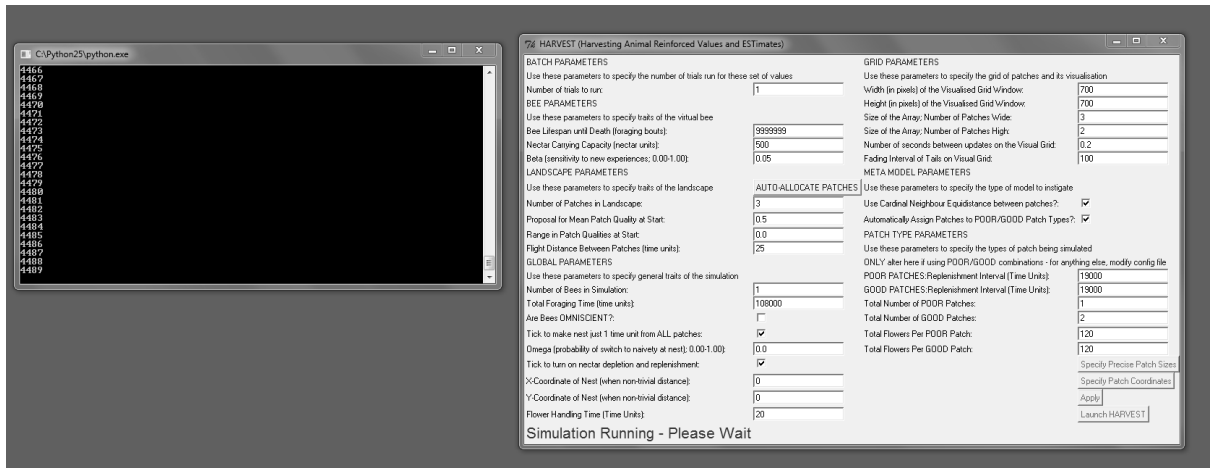 C:\Python25\python.exe
4466
4467
4468
4469
4470
4471
4472
4473
4474
4475
4476
4477
4478
4479
4480
4481
4482
4483
4484
4485
4486
4487
4488
4489
HARVEST (Harvesting Animal Reinforced Values and ESTimates)
BATCH PARAMETERS
Use these parameters to specify the number of trials run for these set of values
Number of trials to run: 1
BEE PARAMETERS
Use these parameters to specify traits of the virtual bee
Bee Lifespan until Death (foraging bouts): 9999999
Nectar Carrying Capacity (nectar units): 500
Beta (sensitivity to new experiences; 0.00-1.00): 0.05
LANDSCAPE PARAMETERS
Use these parameters to specify traits of the landscape AUTO-ALLOCATE PATCHES
Number of Patches in Landscape: 3
Proposal for Mean Patch Quality at Start: 0.5
Range in Patch Qualities at Start: 0.0
Flight Distance Between Patches (time units): 25
GLOBAL PARAMETERS
Use these parameters to specify general traits of the simulation
Number of Bees in Simulation: 1
Total Foraging Time (time units): 108000
Are Bees OMNISCIENT?:
Tick to make nest just 1 time unit from ALL patches:
Omega (probability of switch to naivety at nest); 0.00-1.00): 0.0
Tick to turn on nectar depletion and replenishment:
X-Coordinate of Nest (when non-trivial distance): 0
Y-Coordinate of Nest (when non-trivial distance): 0
Flower Handling Time (Time Units): 20
Simulation Running - Please Wait
GRID PARAMETERS
Use these parameters to specify the grid of patches and its visualisation
Width (in pixels) of the Visualised Grid Window: 700
Height (in pixels) of the Visualised Grid Window: 700
Size of the Array; Number of Patches Wide: 3
Size of the Array; Number of Patches High: 2
Number of seconds between updates on the Visual Grid: 0.2
Fading Interval of Tails on Visual Grid: 100
META MODEL PARAMETERS
Use these parameters to specify the type of model to instigate
Use Cardinal Neighbour Equidistance between patches?:
Automatically Assign Patches to POOR/GOOD Patch Types?:
PATCH TYPE PARAMETERS
Use these parameters to specify the types of patch being simulated
ONLY alter here if using POOR/GOOD combinations - for anything else, modify config file
POOR PATCHES:Replenishment Interval (Time Units): 19000
GOOD PATCHES:Replenishment Interval (Time Units): 19000
Total Number of POOR Patches: 1
Total Number of GOOD Patches: 2
Total Flowers Per POOR Patch: 120
Total Flowers Per GOOD Patch: 120
Specify Precise Patch Sizes
Specify Patch Coordinates
Apply
Launch HARVEST